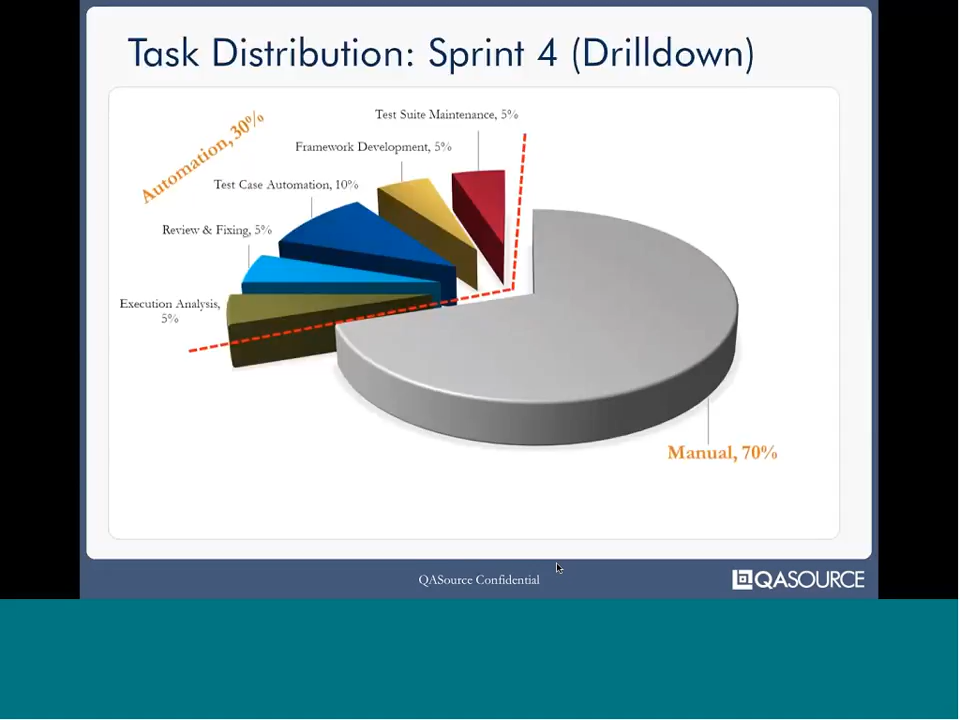 Task Distribution: Sprint 4 (Drilldown)
Automation, 30%
Test Suite Maintenance, 5%
Framework Development, 5%
Test Case Automation, 10%
Review & Fixing, 5%
Execution Analysis,
5%
Manual, 70%
QASource Confidential
QASOURCE